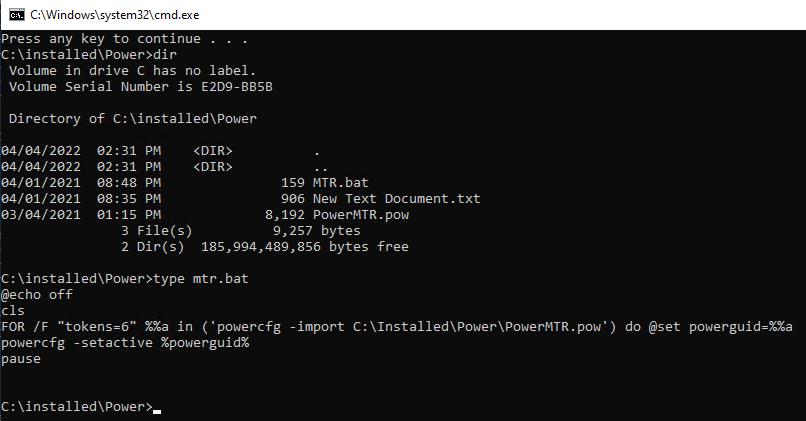 C:\Windows\system32\cmd.exe
Press any key to continue . . .
C:\installed\Power>dir
 Volume in drive C has no label.
 Volume Serial Number is E2D9-BB5B

 Directory of C:\installed\Power

04/04/2022  02:31 PM    <DIR>          .
04/04/2022  02:31 PM    <DIR>          ..
04/01/2021  08:48 PM               159 MTR.bat
04/01/2021  08:35 PM               906 New Text Document.txt
03/04/2021  01:15 PM             8,192 PowerMTR.pow
               3 File(s)          9,257 bytes
               2 Dir(s)  185,994,489,856 bytes free

C:\installed\Power>type mtr.bat
@echo off
cls
FOR /F "tokens=6" %%a in ('powercfg -import C:\Installed\Power\PowerMTR.pow') do @set powerguid=%%a
powercfg -setactive %powerguid%
pause

C:\installed\Power>